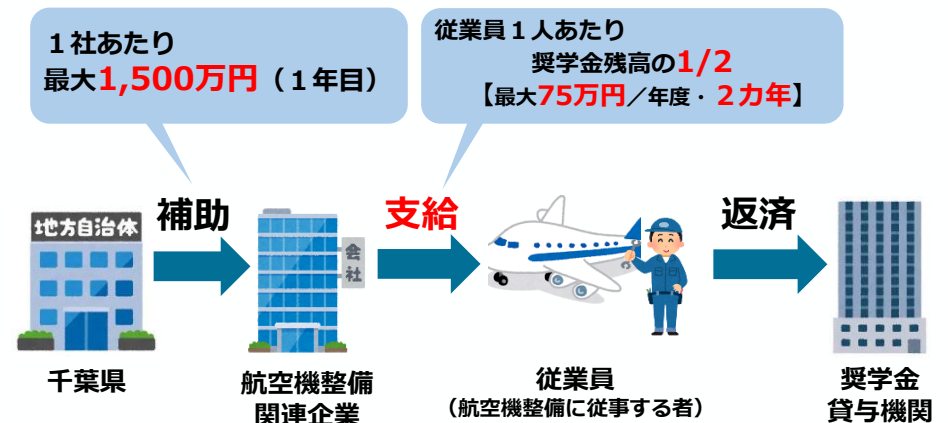 1社あたり
最大1,500万円（１年目）
従業員１人あたり
奨学金残高の1/2
【最大75万円／年度・２カ年】
補助
支給
返済
地方自治体
会社
千葉県
航空機整備
関連企業
従業員
（航空機整備に従事する者）
奨学金
貸与機関